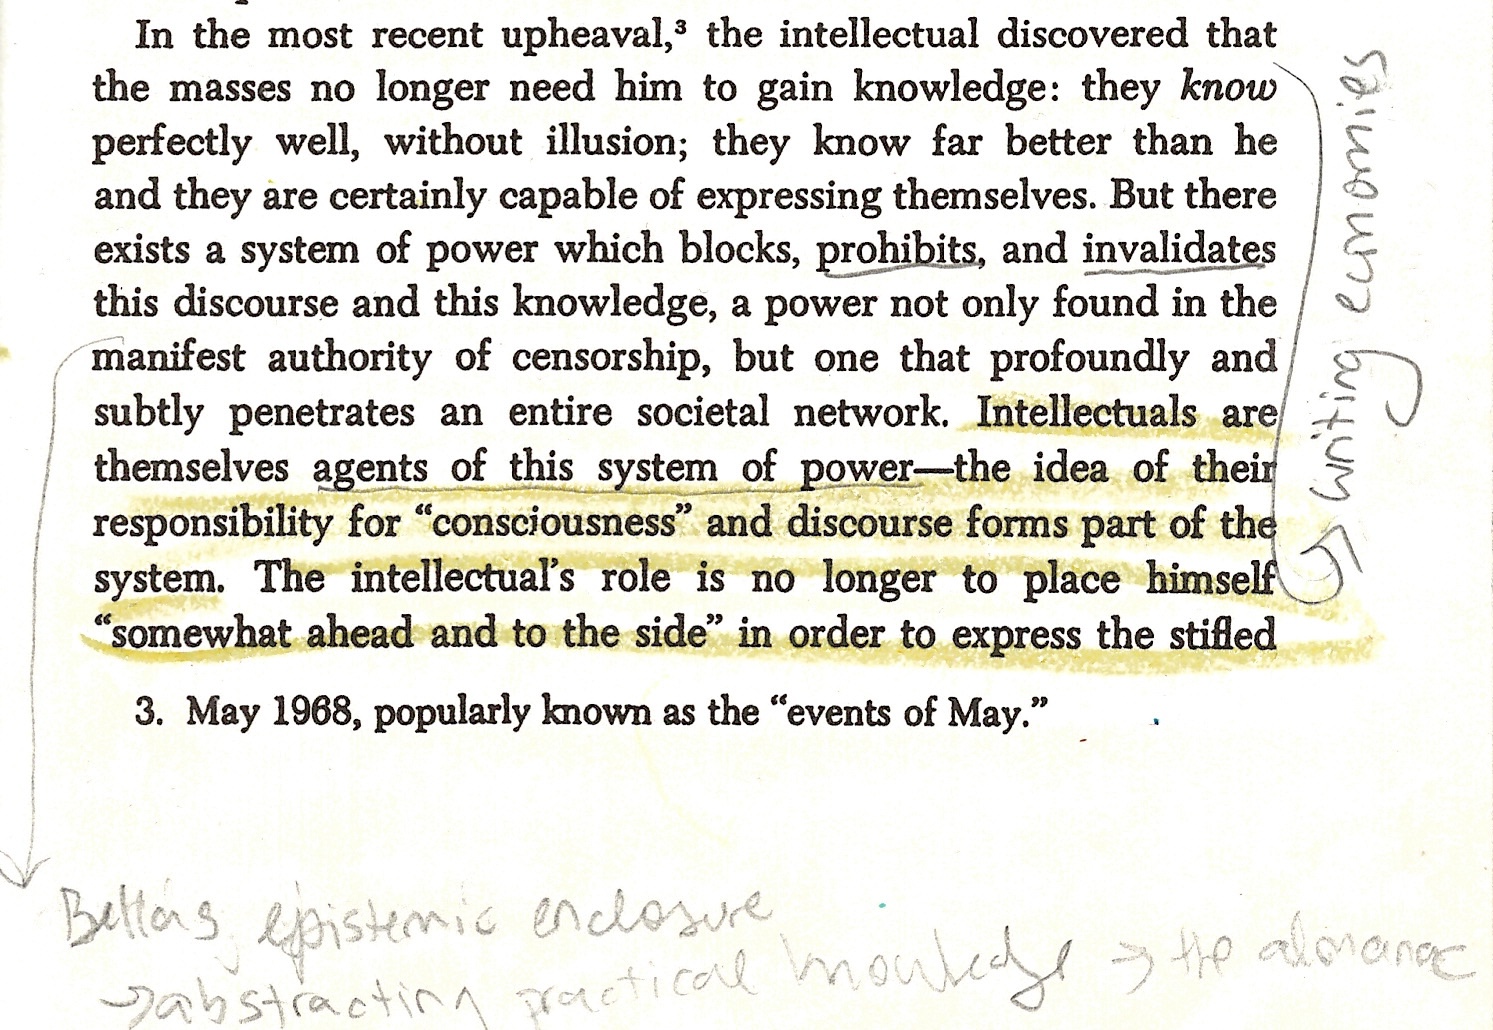 In the most recent upheaval,³ the intellectual discovered that
the masses no longer need him to gain knowledge: they know
perfectly well, without illusion; they know far better than he
and they are certainly capable of expressing themselves. But there
exists a system of power which blocks, prohibits, and invalidates
this discourse and this knowledge, a power not only found in the
manifest authority of censorship, but one that profoundly and
subtly penetrates an entire societal network. Intellectuals are
themselves agents of this system of power—the idea of their
responsibility for “consciousness” and discourse forms part of the
system. The intellectual’s role is no longer to place himself
“somewhat ahead and to the side” in order to express the stifled
writing economies
3. May 1968, popularly known as the “events of May.”
epistemic enclosure
→abstracting practical knowledge → the almanac